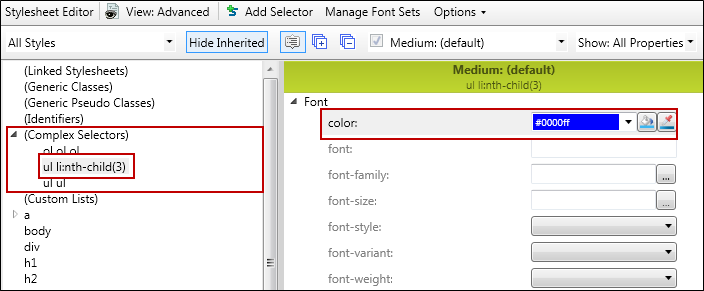 Stylesheet Editor View: Advanced Add Selector Manage Font Sets Options
All Styles Hide Inherited Medium: (default) Show: All Properties
(Linked Stylesheets)
(Generic Classes)
(Generic Pseudo Classes)
(Identifiers)
(Complex Selectors)
ol ol ol
ul li:nth-child(3)
ul ul
(Custom Lists)
a
body
div
h1
h2
Medium: (default)
ul li:nth-child(3)
Font
color: #0000ff
font:
font-family: ...
font-size: ...
font-style:
font-variant:
font-weight: